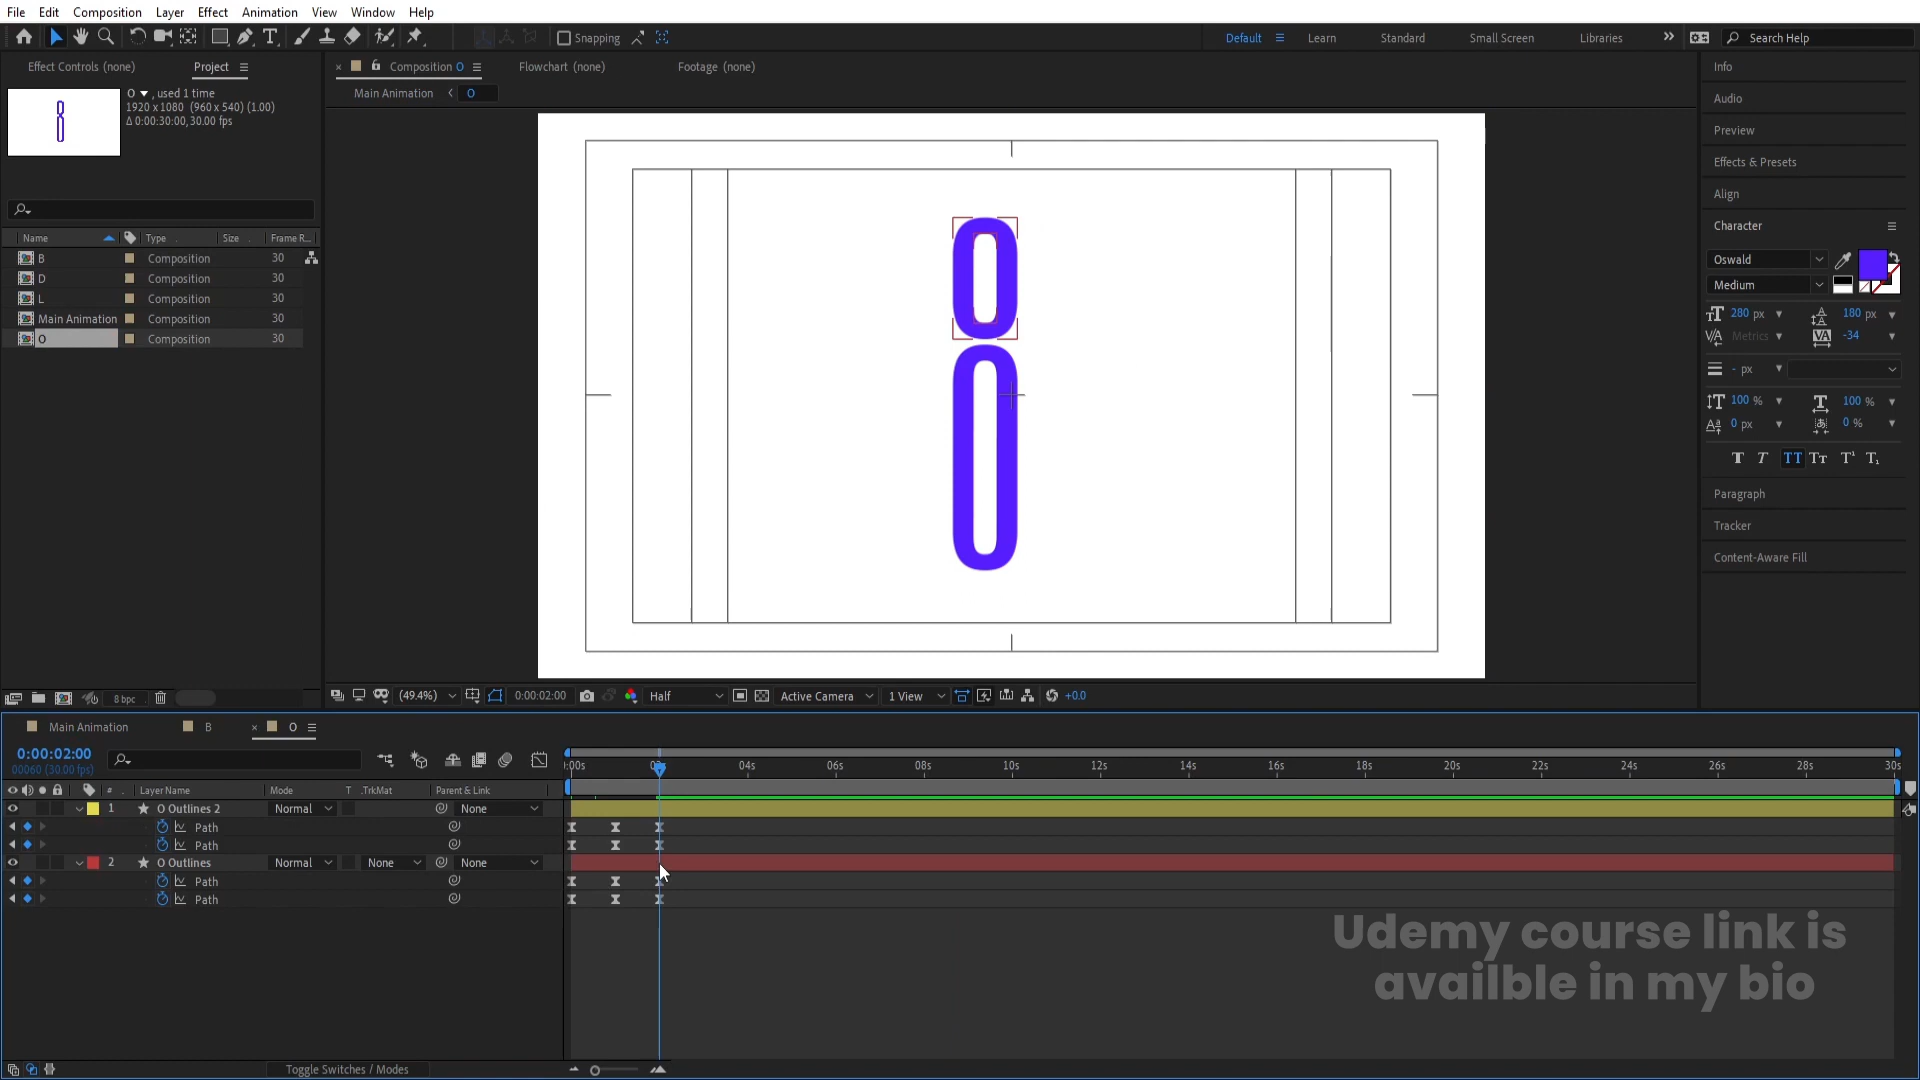 File Edit Composition Layer Effect Animation View Window Help
Snapping
Default Learn Standard Small Screen Libraries Search Help
Effect Controls (none) Project
Composition O Flowchart (none) Footage (none)
Main Animation O
O , used 1 time
1920 x 1080 (960 x 540) (1.00)
Δ 0:00:30:00, 30.00 fps
Name Type Size Frame R...
B Composition 30
D Composition 30
L Composition 30
Main Animation Composition 30
O Composition 30
8 bpc
(49.4%) 0:00:02:00 Half Active Camera 1 View +0.0
Info
Audio
Preview
Effects & Presets
Align
Character
Oswald
Medium
280 px 180 px
Metrics -34
- px
100 % 100 %
0 px 0 %
Paragraph
Tracker
Content-Aware Fill
Main Animation B O
0:00:02:00
00060 (30.00 fps)
:00s 04s 06s 08s 10s 12s 14s 16s 18s 20s 22s 24s 26s 28s 30s
# Layer Name Mode T .TrkMat Parent & Link
1 O Outlines 2 Normal None
Path
Path
2 O Outlines Normal None None
Path
Path
Udemy course link is
availble in my bio
Toggle Switches / Modes